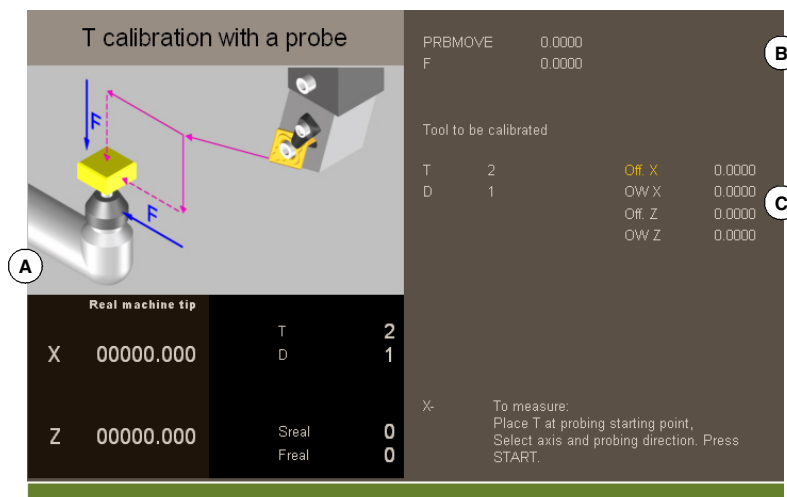 T calibration with a probe
F
F
A
Real machine tip
X 00000.000
Z 00000.000
T 2
D 1
Sreal 0
Freal 0
PRBMOVE 0.0000
F 0.0000
B
Tool to be calibrated
T 2
D 1
Off. X 0.0000
OW X 0.0000
Off. Z 0.0000
OW Z 0.0000
C
X- To measure:
Place T at probing starting point,
Select axis and probing direction. Press
START.